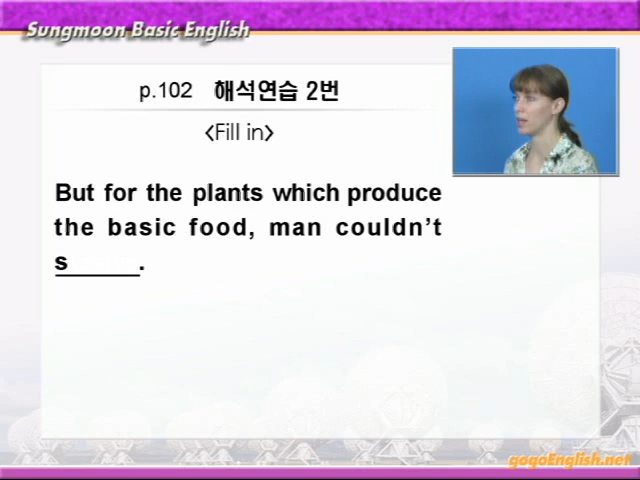 Sungmoon Basic English
p.102 해석연습 2번
<Fill in>
But for the plants which produce
the basic food, man couldn't
s______.
gogoEnglish.net